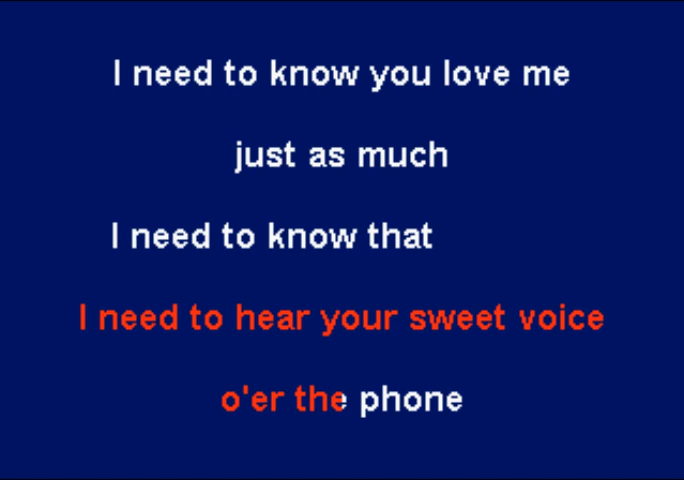 I need to know you love me
just as much
I need to know that
I need to hear your sweet voice
o'er the phone